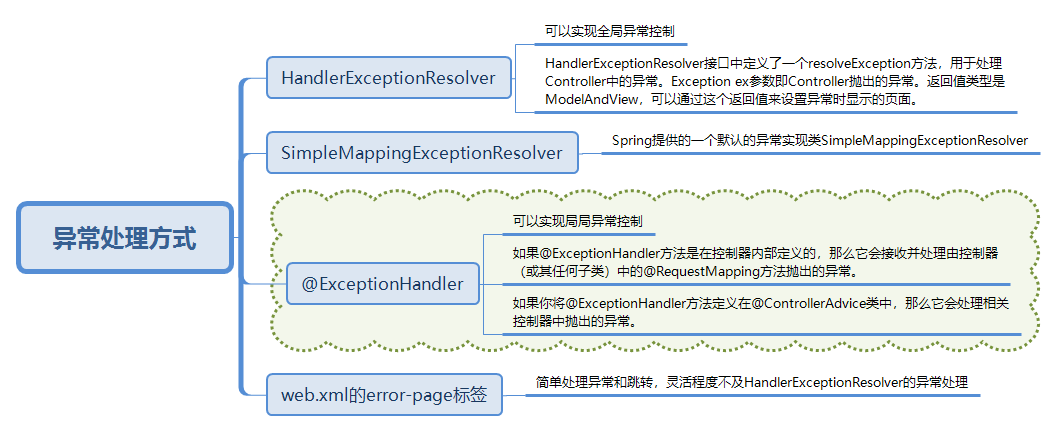 异常处理方式
HandlerExceptionResolver
可以实现全局异常控制
HandlerExceptionResolver接口中定义了一个resolveException方法，用于处理
Controller中的异常。Exception ex参数即Controller抛出的异常。返回值类型是
ModelAndView，可以通过这个返回值来设置异常时显示的页面。
SimpleMappingExceptionResolver
Spring提供的一个默认的异常实现类SimpleMappingExceptionResolver
@ExceptionHandler
可以实现局局异常控制
如果@ExceptionHandler方法是在控制器内部定义的，那么它会接收并处理由控制器
（或其任何子类）中的@RequestMapping方法抛出的异常。
如果你将@ExceptionHandler方法定义在@ControllerAdvice类中，那么它会处理相关
控制器中抛出的异常。
web.xml的error-page标签
简单处理异常和跳转，灵活程度不及HandlerExceptionResolver的异常处理